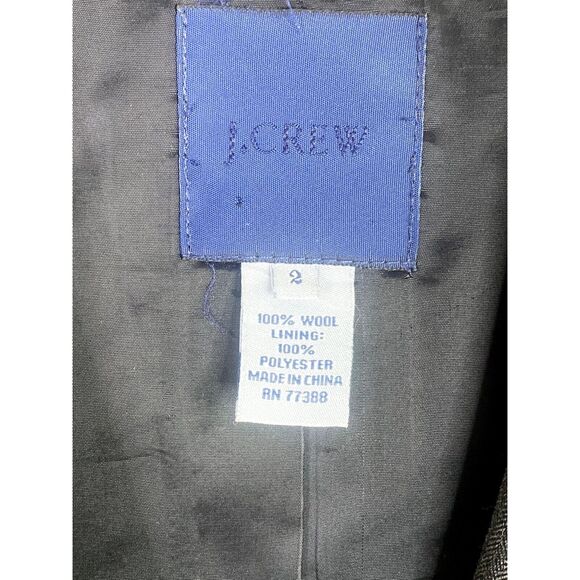 J.CREW
2
100% WOOL
LINING:
100%
POLYESTER
MADE IN CHINA
RN 77388